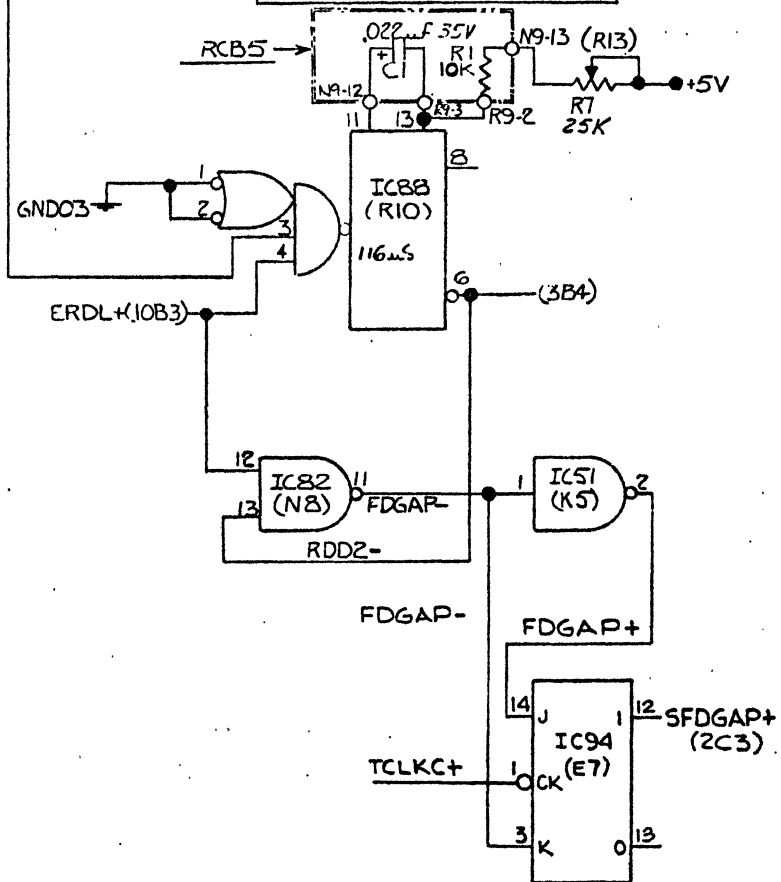 .022µF 35V
RCB5
+
C1
R1
10K
N9-13
(R13)
+5V
R7
25K
N9-12
R9-3
R9-2
11
13
8
1
2
GND03
IC88
(R10)
3
4
116µS
6
(3B4)
ERDL+(10B3)
12
IC82
(N8)
11
13
FDGAP-
1
IC51
(K5)
2
RDD2-
FDGAP-
FDGAP+
14
J
1
12
SFDGAP+
(2C3)
IC94
(E7)
TCLKC+
1
CK
3
K
0
13